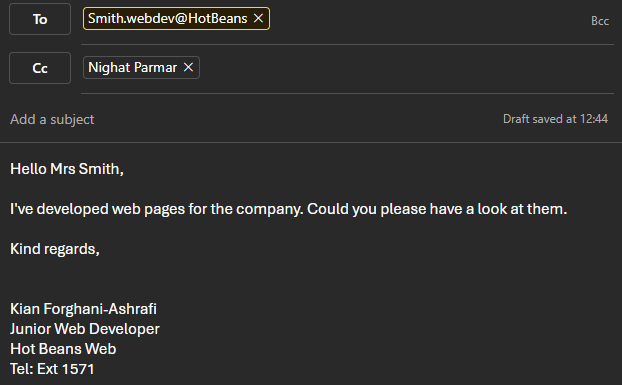 To
Smith.webdev@HotBeans ×
Bcc
Cc
Nighat Parmar ×
Add a subject
Draft saved at 12:44
Hello Mrs Smith,
I've developed web pages for the company. Could you please have a look at them.
Kind regards,
Kian Forghani-Ashrafi
Junior Web Developer
Hot Beans Web
Tel: Ext 1571